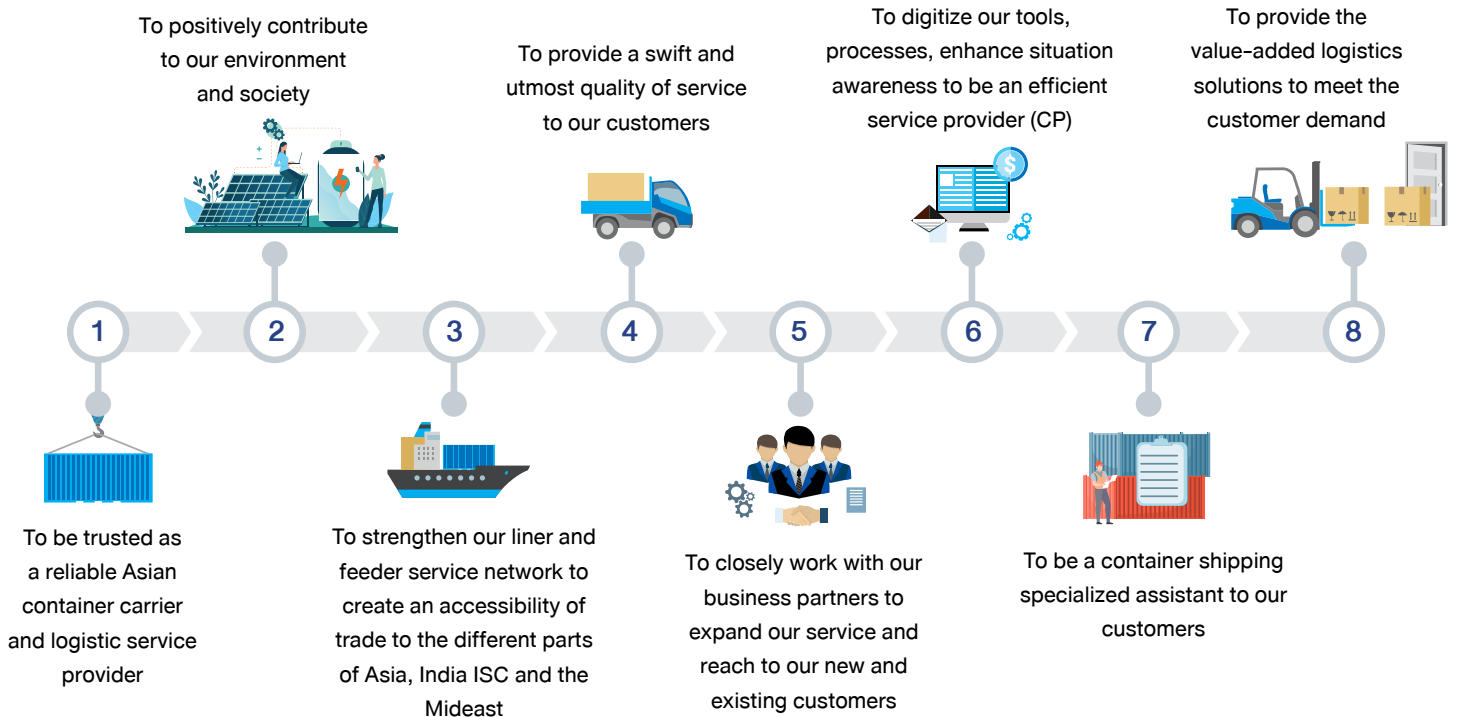 1
To be trusted as
a reliable Asian
container carrier
and logistic service
provider
2
To positively contribute
to our environment
and society
3
To strengthen our liner and
feeder service network to
create an accessibility of
trade to the different parts
of Asia, India ISC and the
Mideast
4
To provide a swift and
utmost quality of service
to our customers
5
To closely work with our
business partners to
expand our service and
reach to our new and
existing customers
6
To digitize our tools,
processes, enhance situation
awareness to be an efficient
service provider (CP)
$
7
To be a container shipping
specialized assistant to our
customers
8
To provide the
value-added logistics
solutions to meet the
customer demand